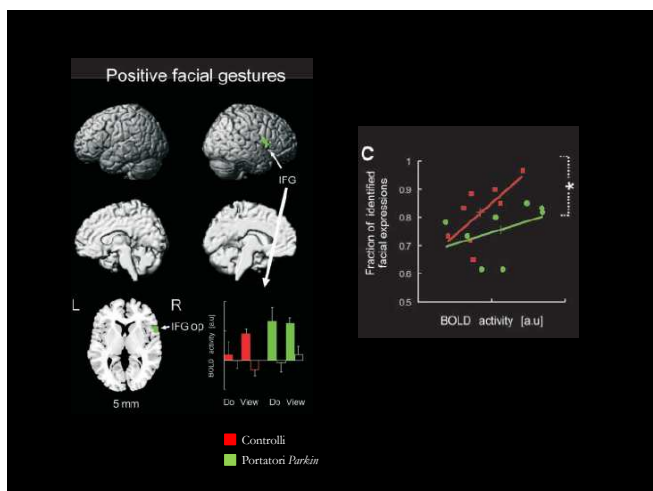 Positive facial gestures
IFG
L
R
IFG op
5 mm
BOLD activity [a.u]
Do View Do View
C
Fraction of identified
facial expressions
1
0.9
0.8
0.7
0.6
0.5
*
BOLD activity [a.u]
Controlli
Portatori Parkin